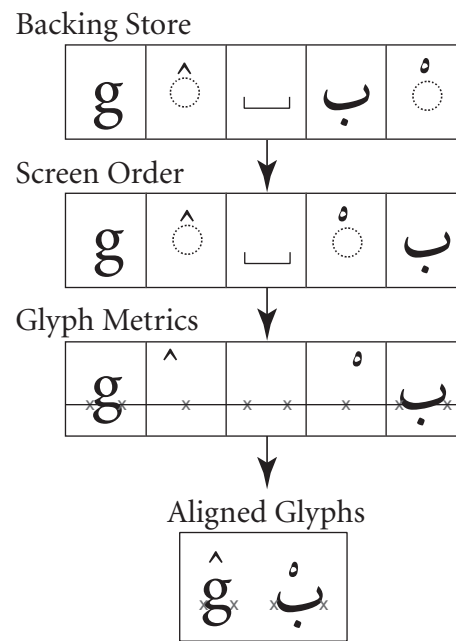 Backing Store
g ◌̂ ⎵ ب ◌ْ
Screen Order
g ◌̂ ⎵ ◌ْ ب
Glyph Metrics
g ^ ْ ب
x x x x x x x x
Aligned Glyphs
ĝ بْ
x x x x